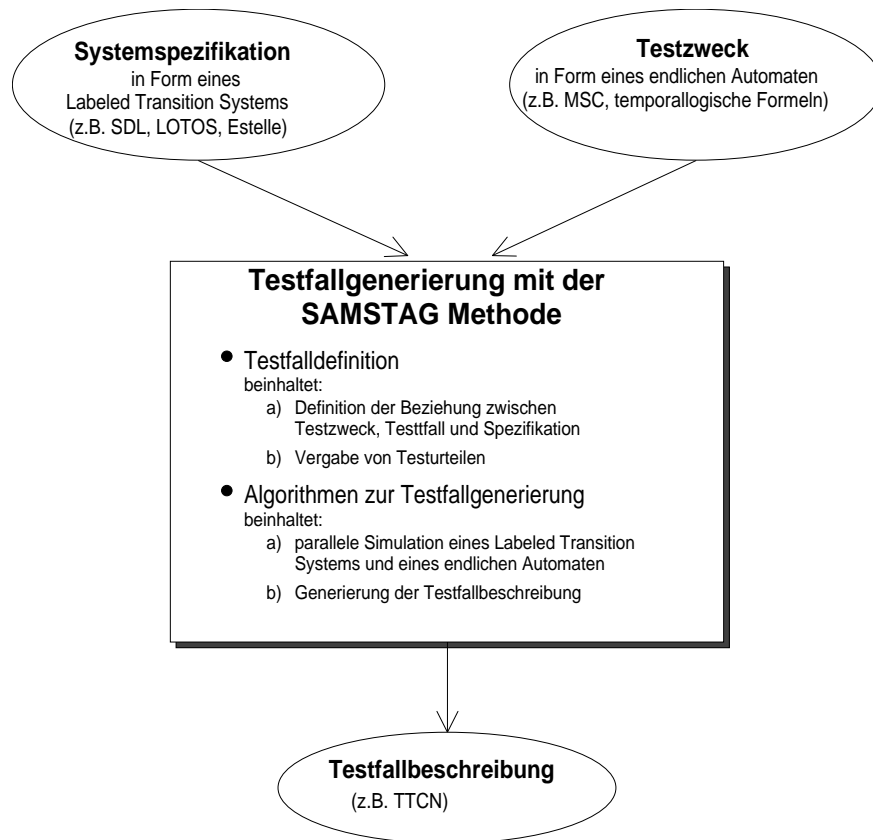 Systemspezifikation
in Form eines
Labeled Transition Systems
(z.B. SDL, LOTOS, Estelle)
Testzweck
in Form eines endlichen Automaten
(z.B. MSC, temporallogische Formeln)
Testfallgenerierung mit der
SAMSTAG Methode
• Testfalldefinition
beinhaltet:
a) Definition der Beziehung zwischen
Testzweck, Testtfall und Spezifikation
b) Vergabe von Testurteilen
• Algorithmen zur Testfallgenerierung
beinhaltet:
a) parallele Simulation eines Labeled Transition
Systems und eines endlichen Automaten
b) Generierung der Testfallbeschreibung
Testfallbeschreibung
(z.B. TTCN)